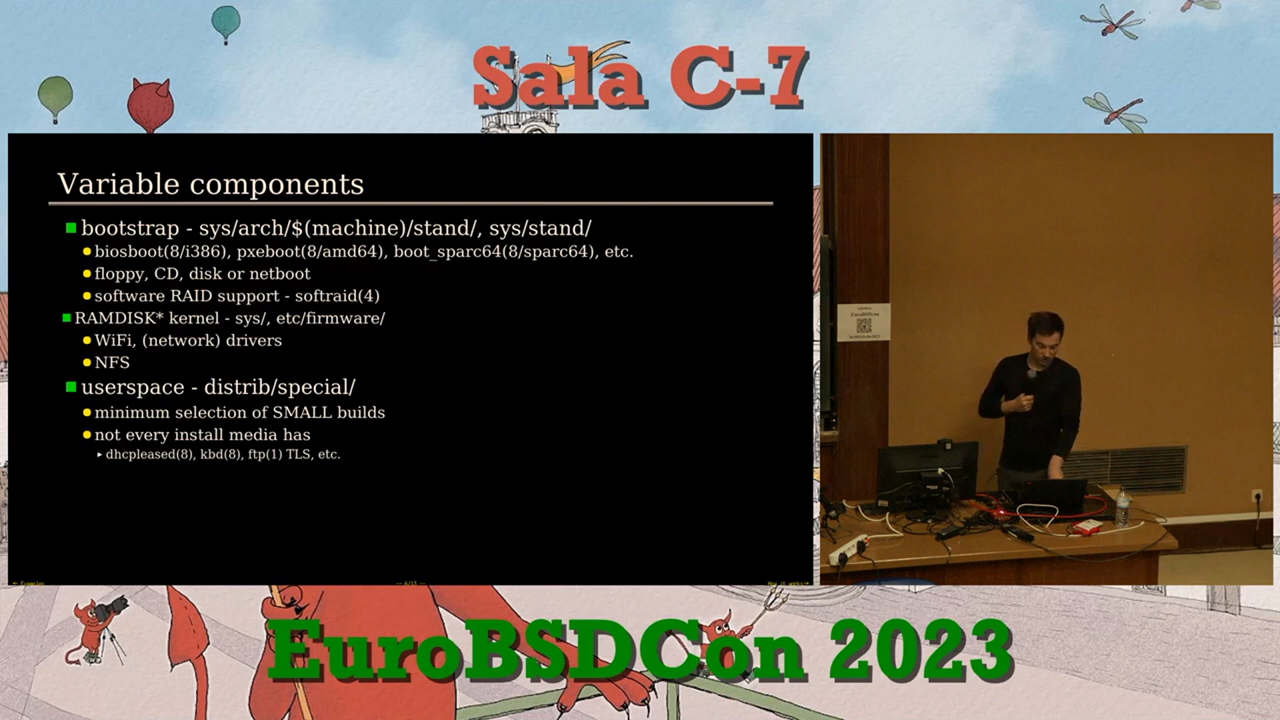 Sala C-7
Variable components
bootstrap - sys/arch/$(machine)/stand/, sys/stand/
biosboot(8/i386), pxeboot(8/amd64), boot_sparc64(8/sparc64), etc.
floppy, CD, disk or netboot
software RAID support - softraid(4)
RAMDISK* kernel - sys/, etc/firmware/
WiFi, (network) drivers
NFS
userspace - distrib/special/
minimum selection of SMALL builds
not every install media has
dhcpleased(8), kbd(8), ftp(1) TLS, etc.
EuroBSDCon 2023